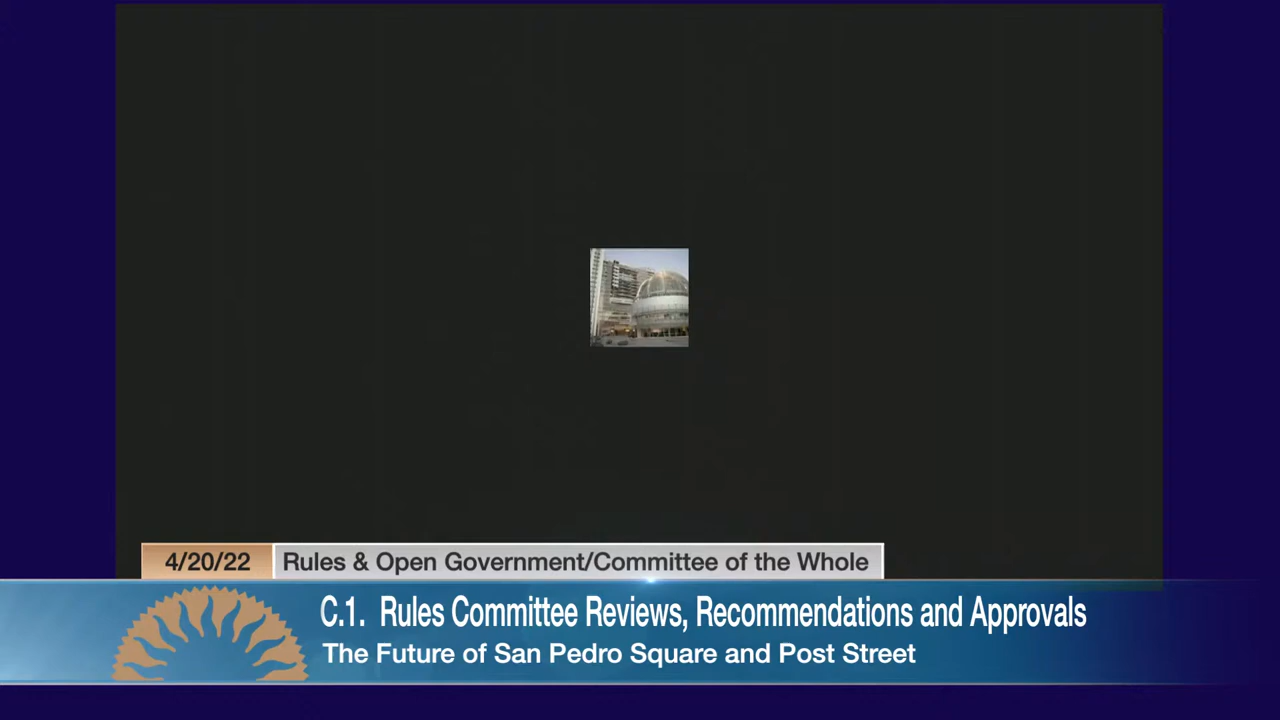 4/20/22 Rules & Open Government/Committee of the Whole
C.1. Rules Committee Reviews, Recommendations and Approvals
The Future of San Pedro Square and Post Street